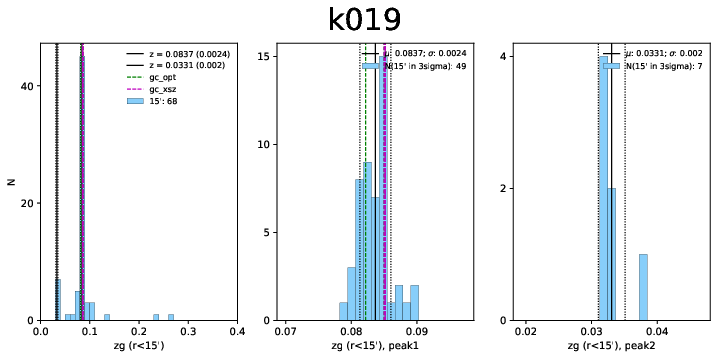 k019
z = 0.0837 (0.0024)
z = 0.0331 (0.002)
gc_opt
gc_xsz
15': 68
N
0
20
40
0.0
0.1
0.2
0.3
0.4
zg (r<15')
μ: 0.0837; σ: 0.0024
N(15' in 3sigma): 49
0
5
10
15
0.07
0.08
0.09
zg (r<15'), peak1
μ: 0.0331; σ: 0.002
N(15' in 3sigma): 7
0
2
4
0.02
0.03
0.04
zg (r<15'), peak2